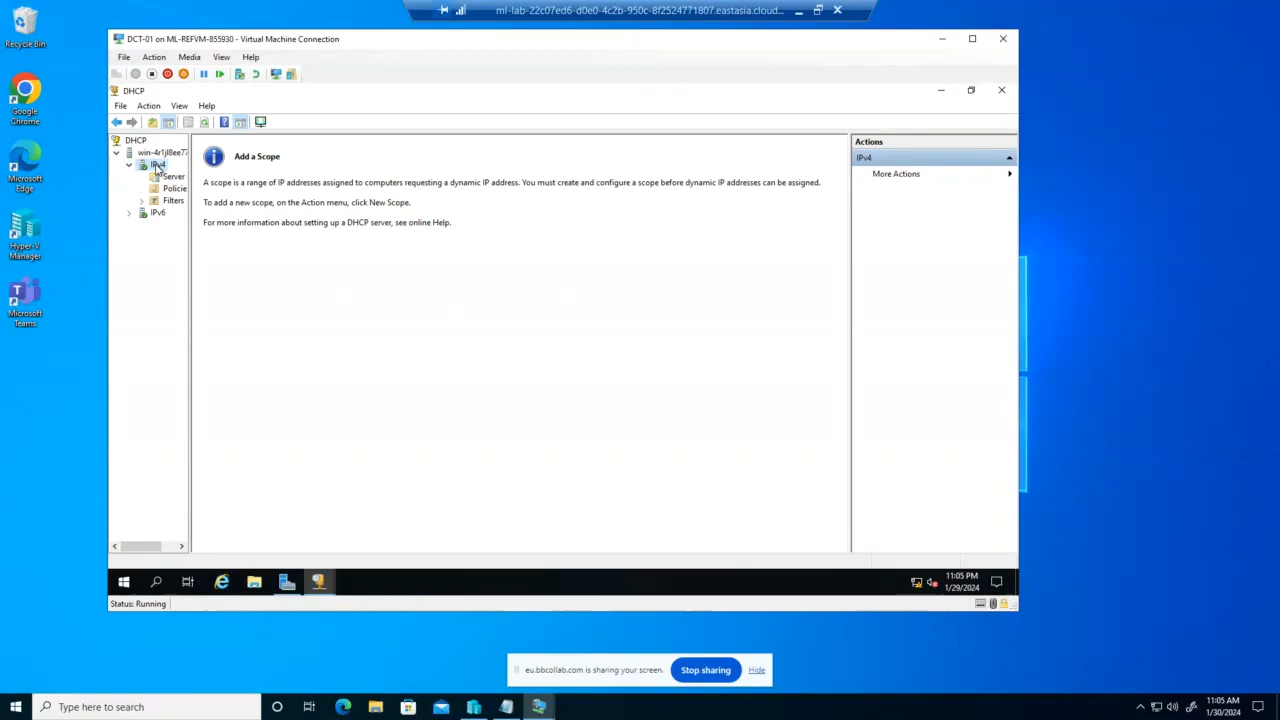 ml-lab-22c07ed6-d0e0-4c2b-950c-8f2524771807.eastasia.cloud...
Recycle Bin
Google Chrome
Microsoft Edge
Hyper-V Manager
Microsoft Teams
DCT-01 on ML-REFVM-855930 - Virtual Machine Connection
File Action Media View Help
DHCP
File Action View Help
DHCP
win-4r1jl8ee77
IPv4
Server
Policie
Filters
IPv6
Add a Scope
A scope is a range of IP addresses assigned to computers requesting a dynamic IP address. You must create and configure a scope before dynamic IP addresses can be assigned.
To add a new scope, on the Action menu, click New Scope.
For more information about setting up a DHCP server, see online Help.
Actions
IPv4
More Actions
11:05 PM
1/29/2024
Status: Running
eu.bbcollab.com is sharing your screen.
Stop sharing
Hide
Type here to search
11:05 AM
1/30/2024